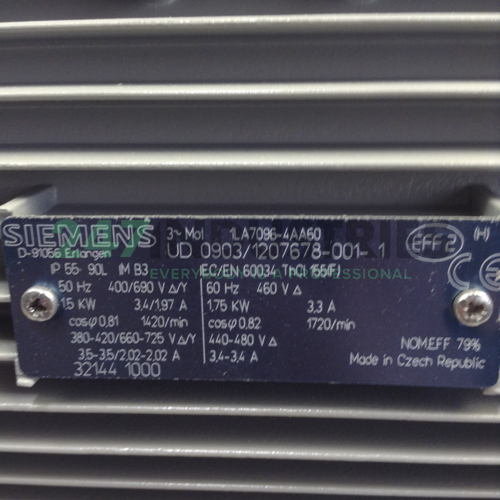 SIEMENS
D-91056 Erlangen
3~ Mot 1LA7096-4AA60
UD 0903/1207678-001- 1
EFF2
(H)
IP 55 90L IM B3 IEC/EN 60034 Th.Cl. 155(F)
50 Hz 400/690 V Δ/Y 60 Hz 460 V Δ
1,5 KW 3,4/1,97 A 1,75 KW 3,3 A
cosφ 0,81 1420/min cosφ 0,82 1720/min
380-420/660-725 V Δ/Y 440-480 V Δ
3,5-3,5/2,02-2,02 A 3,4-3,4 A
32144 1000
NOM.EFF 79%
Made in Czech Republic
CE